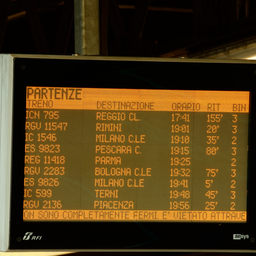 PARTENZE
TRENO DESTINAZIONE ORARIO RIT BIN
ICN 795 REGGIO CL. 17:41 155' 3
RGV 11547 RIMINI 19:01 20' 3
IC 1546 MILANO C.LE 19:10 35' 2
ES 9823 PESCARA C. 19:15 80' 3
REG 11418 PARMA 19:25 2
RGV 2283 BOLOGNA C.LE 19:32 75' 3
ES 9826 MILANO C.LE 19:41 5' 2
IC 599 TERNI 19:48 45' 3
RGV 2136 PIACENZA 19:56 25' 2
ON SONO COMPLETAMENTE FERMI. E' VIETATO ATTRAVE
RFI